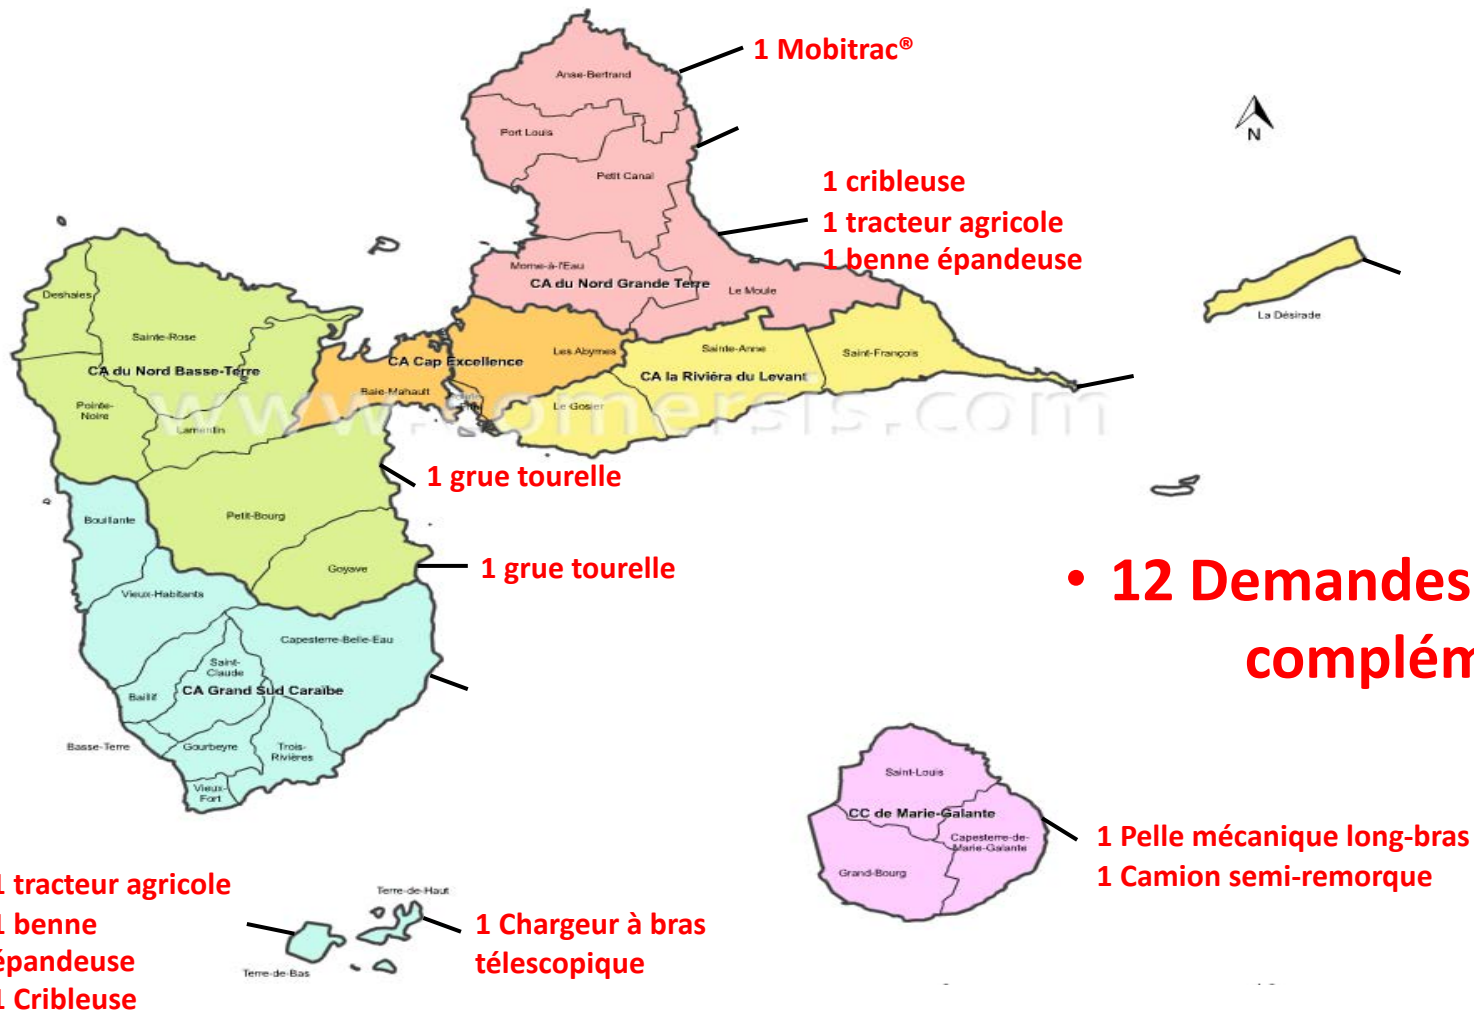 1 Mobitrac®
Anse-Bertrand
Port Louis
Petit Canal
1 cribleuse
1 tracteur agricole
1 benne épandeuse
N
Morne-à-l'Eau
CA du Nord Grande Terre
Le Moule
Deshaies
Sainte-Rose
La Désirade
CA du Nord Basse-Terre
CA Cap Excellence
Les Abymes
Sainte-Anne
Saint-François
CA la Riviéra du Levant
Baie-Mahault
Pointe-
Noire
Le Gosier
www.comersis.com
Lamentin
1 grue tourelle
Petit-Bourg
Bouillante
Goyave
1 grue tourelle
• 12 Demandes
Vieux-Habitants
Capesterre-Belle-Eau
Saint-
Claude
CA Grand Sud Caraïbe
Baillif
Basse-Terre
Gourbeyre
Trois-
Rivières
Vieux-
Fort
Saint-Louis
CC de Marie-Galante
Capesterre-de-
Marie-Galante
Grand-Bourg
1 Pelle mécanique long-bras
1 Camion semi-remorque
1 tracteur agricole
1 benne
épandeuse
1 Cribleuse
Terre-de-Haut
Terre-de-Bas
1 Chargeur à bras
télescopique